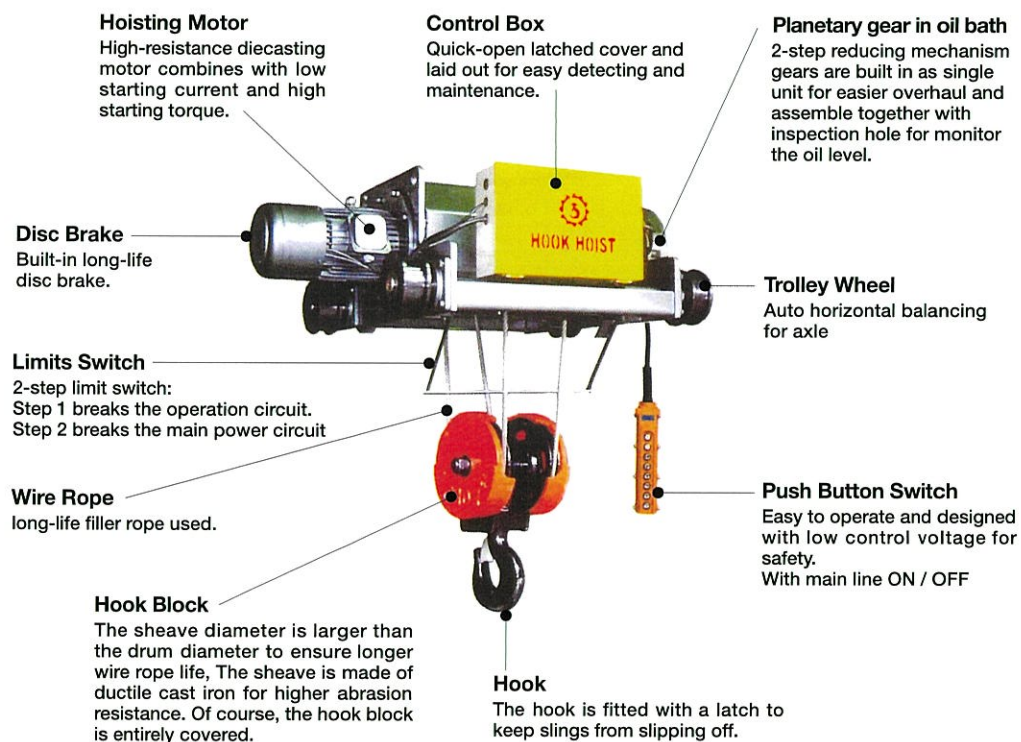 Hoisting Motor
High-resistance diecasting
motor combines with low
starting current and high
starting torque.
Control Box
Quick-open latched cover and
laid out for easy detecting and
maintenance.
Planetary gear in oil bath
2-step reducing mechanism
gears are built in as single
unit for easier overhaul and
assemble together with
inspection hole for monitor
the oil level.
Disc Brake
Built-in long-life
disc brake.
3
HOOK HOIST
Trolley Wheel
Auto horizontal balancing
for axle
Limits Switch
2-step limit switch:
Step 1 breaks the operation circuit.
Step 2 breaks the main power circuit
Wire Rope
long-life filler rope used.
Push Button Switch
Easy to operate and designed
with low control voltage for
safety.
With main line ON / OFF
Hook Block
The sheave diameter is larger than
the drum diameter to ensure longer
wire rope life, The sheave is made of
ductile cast iron for higher abrasion
resistance. Of course, the hook block
is entirely covered.
Hook
The hook is fitted with a latch to
keep slings from slipping off.